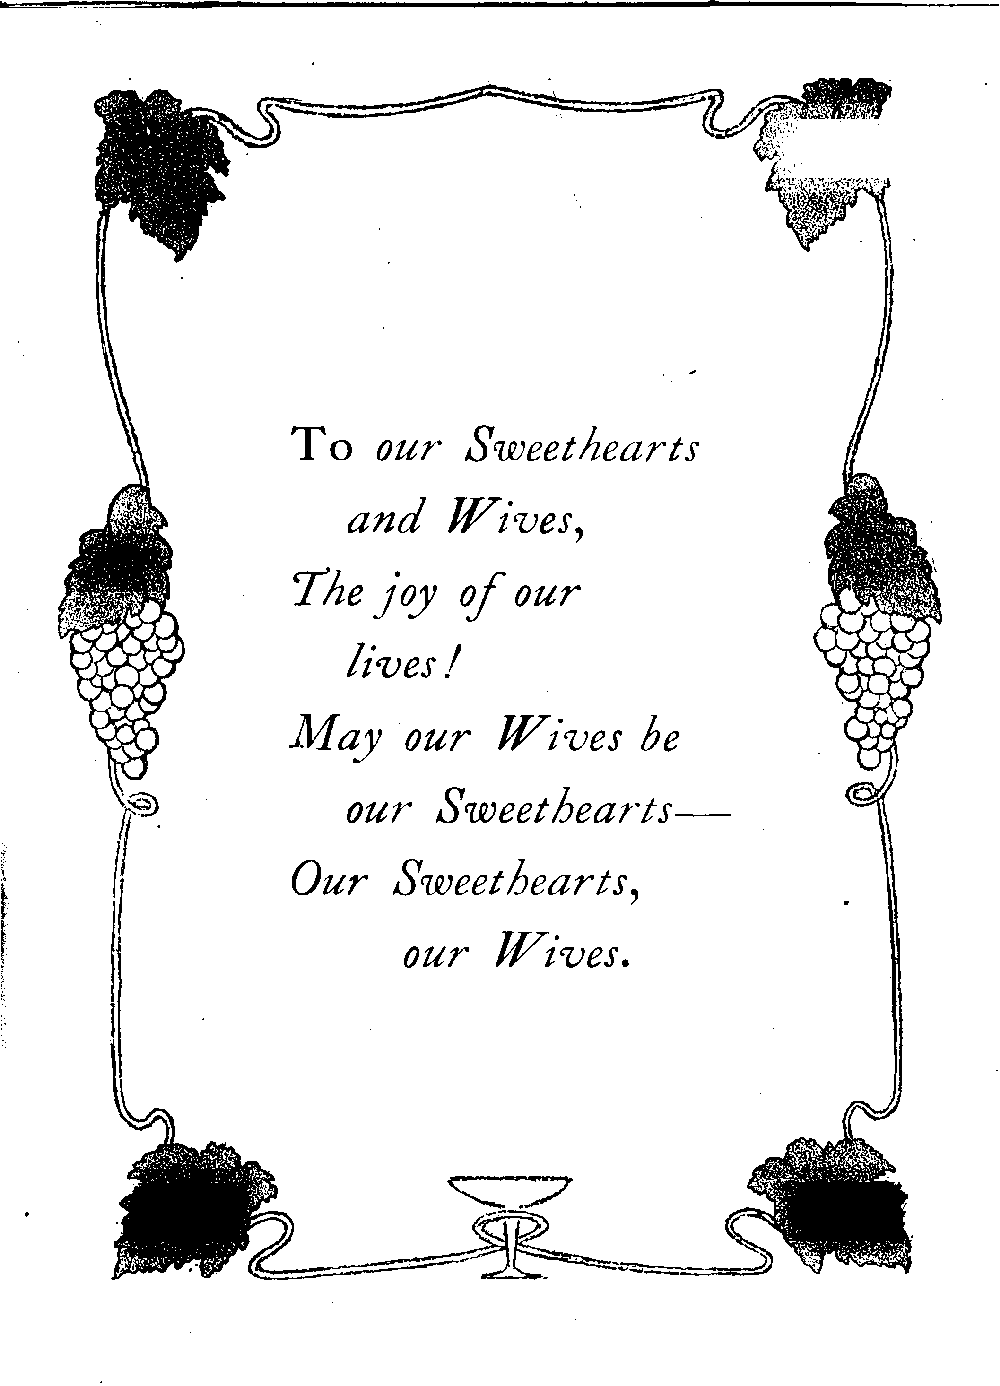 To our Sweethearts
and Wives,
The joy of our
lives!
May our Wives be
our Sweethearts—
Our Sweethearts,
our Wives.